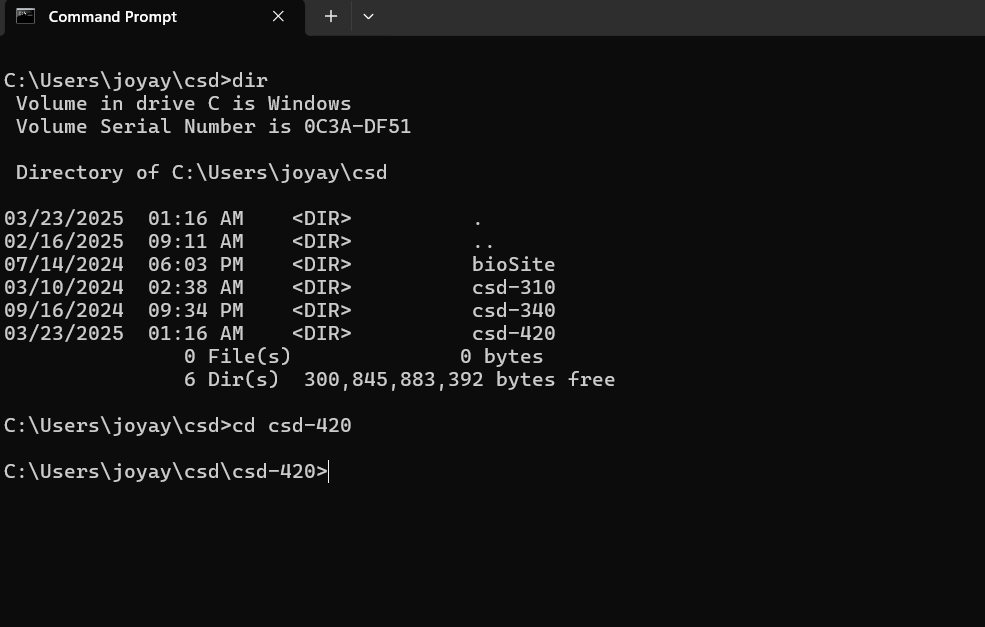 Command Prompt
C:\Users\joyay\csd>dir
 Volume in drive C is Windows
 Volume Serial Number is 0C3A-DF51

 Directory of C:\Users\joyay\csd

03/23/2025  01:16 AM    <DIR>          .
02/16/2025  09:11 AM    <DIR>          ..
07/14/2024  06:03 PM    <DIR>          bioSite
03/10/2024  02:38 AM    <DIR>          csd-310
09/16/2024  09:34 PM    <DIR>          csd-340
03/23/2025  01:16 AM    <DIR>          csd-420
               0 File(s)              0 bytes
               6 Dir(s)  300,845,883,392 bytes free

C:\Users\joyay\csd>cd csd-420

C:\Users\joyay\csd\csd-420>